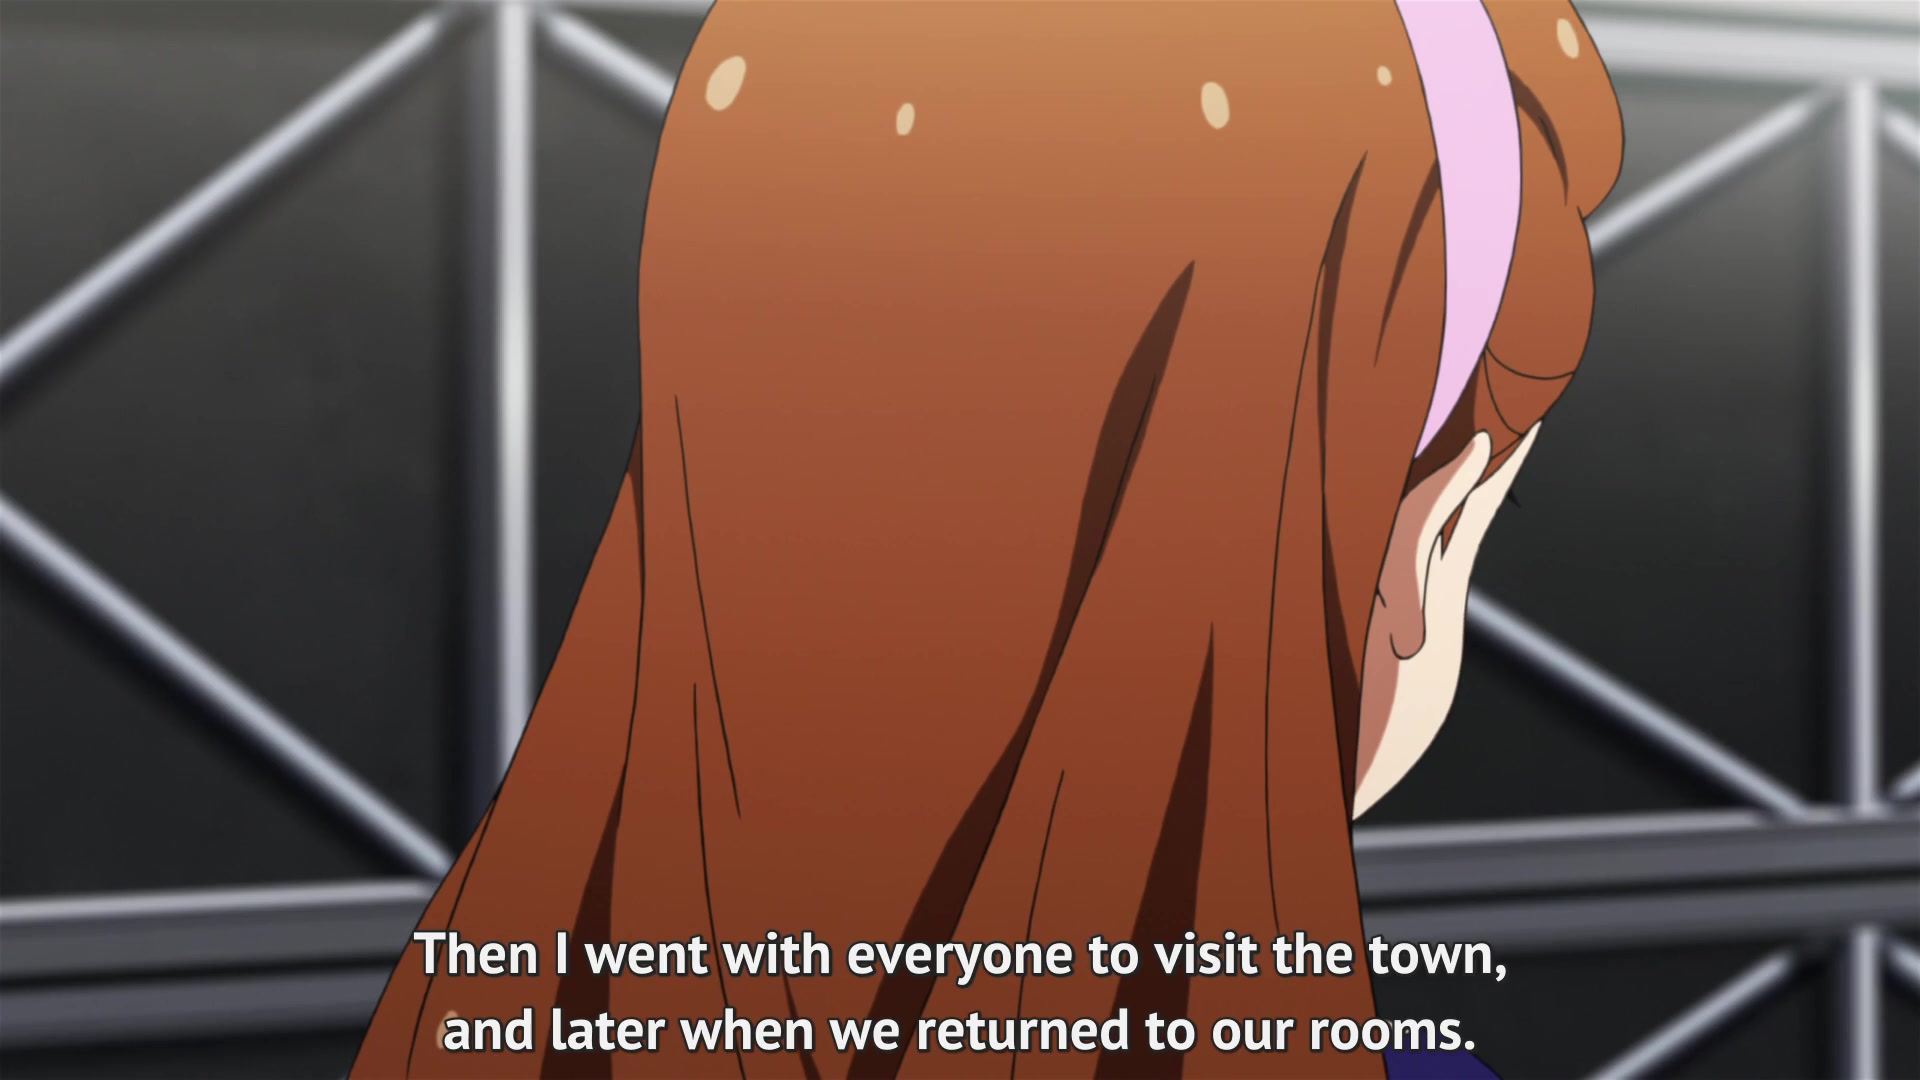 Then I went with everyone to visit the town,
and later when we returned to our rooms.